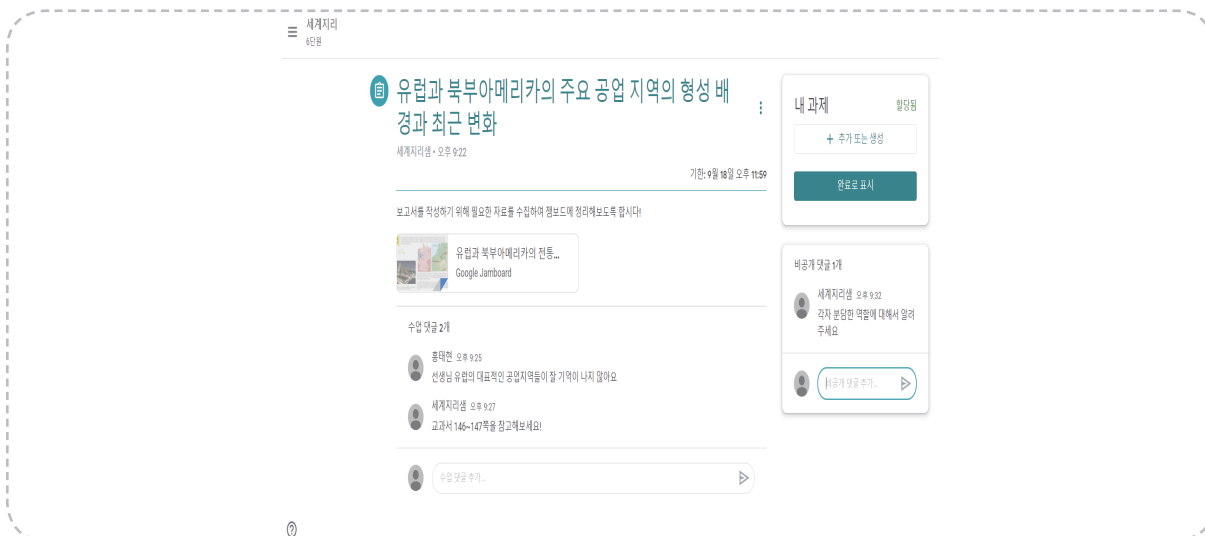 세계지리
6단원
유럽과 북부아메리카의 주요 공업 지역의 형성 배
경과 최근 변화
세계지리샘 • 오후 9:22
기한: 9월 18일 오후 11:59
보고서를 작성하기 위해 필요한 자료를 수집하여 잼보드에 정리해보도록 합시다!
유럽과 북부아메리카의 전통...
Google Jamboard
수업 댓글 2개
홍태현 오후 9:25
선생님 유럽의 대표적인 공업지역들이 잘 기억이 나지 않아요
세계지리샘 오후 9:27
교과서 146~147쪽을 참고해보세요!
수업 댓글 추가...
내 과제
할당됨
+ 추가 또는 생성
완료로 표시
비공개 댓글 1개
세계지리샘 오후 9:32
각자 분담한 역할에 대해서 알려
주세요
비공개 댓글 추가...